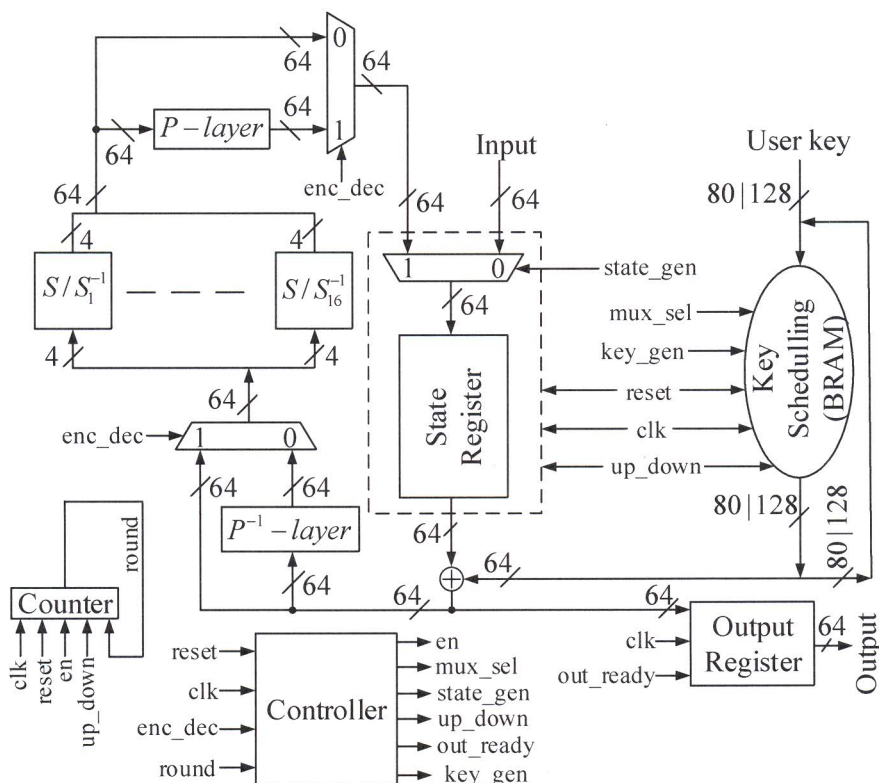 64
0
64
64
P-layer
64
64
1
enc_dec
Input
User key
64
64
64
80|128
4
4
S/S₁⁻¹
S/S₁₆⁻¹
1
0
state_gen
64
mux_sel
key_gen
reset
clk
up_down
Key
Schedulling
(BRAM)
4
4
State
Register
64
enc_dec
1
0
64
64
P⁻¹-layer
64
64
80|128
80|128
round
Counter
clk
reset
en
up_down
64
64
64
Output
Register
clk
out_ready
64
Output
reset
clk
enc_dec
round
Controller
en
mux_sel
state_gen
up_down
out_ready
key_gen